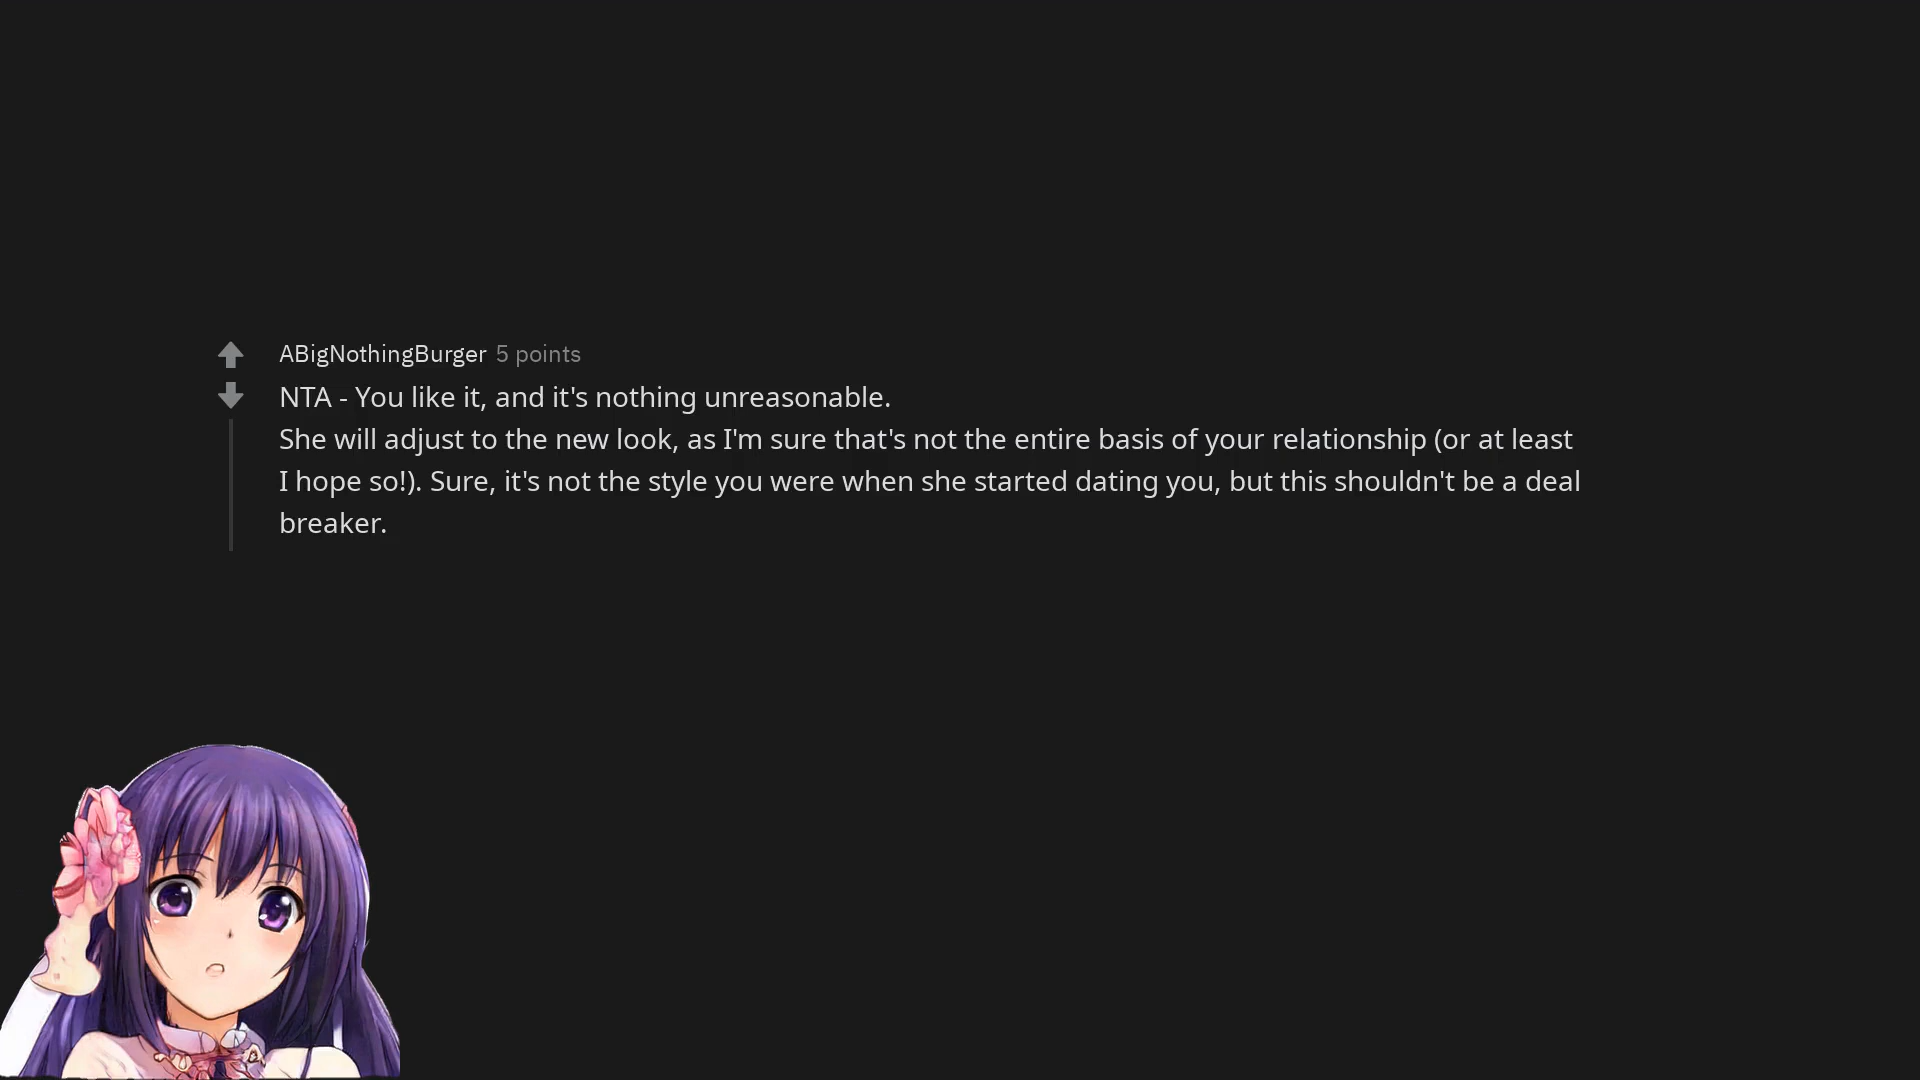 ABigNothingBurger 5 points
NTA - You like it, and it's nothing unreasonable.
She will adjust to the new look, as I'm sure that's not the entire basis of your relationship (or at least
I hope so!). Sure, it's not the style you were when she started dating you, but this shouldn't be a deal
breaker.